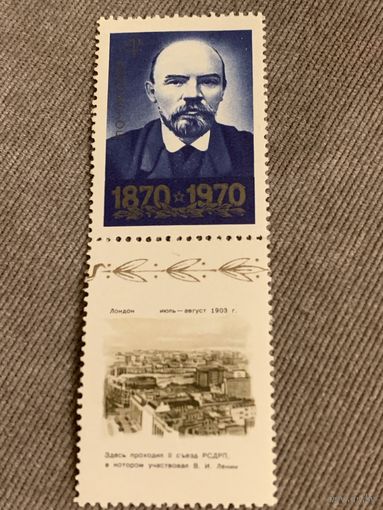 1870 ☆ 1970
Лондон июль—август 1903 г.
Здесь проходил II съезд РСДРП,
в котором участвовал В. И. Ленин